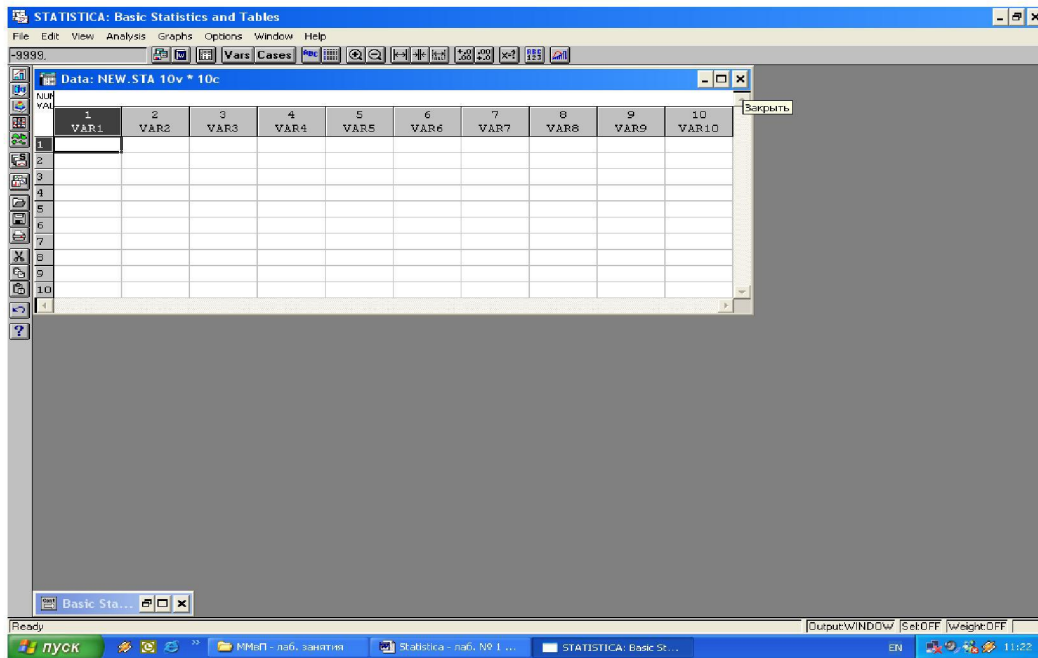 STATISTICA: Basic Statistics and Tables
File Edit View Analysis Graphs Options Window Help
-9999. Vars Cases ABC
Data: NEW.STA 10v * 10c
NUM
VAL
Закрыть
1 2 3 4 5 6 7 8 9 10
VAR1 VAR2 VAR3 VAR4 VAR5 VAR6 VAR7 VAR8 VAR9 VAR10
1
2
3
4
5
6
7
8
9
10
?
Basic Sta...
Ready Output:WINDOW Sel:OFF Weight:OFF
пуск » ММвП - лаб. занятия Statistica - лаб. № 1 ... STATISTICA: Basic St... EN 11:22